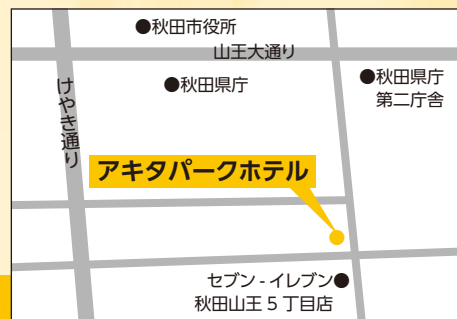 ●秋田市役所
山王大通り
●秋田県庁
●秋田県庁
第二庁舎
けやき通り
アキタパークホテル
セブン - イレブン●
秋田山王 5 丁目店